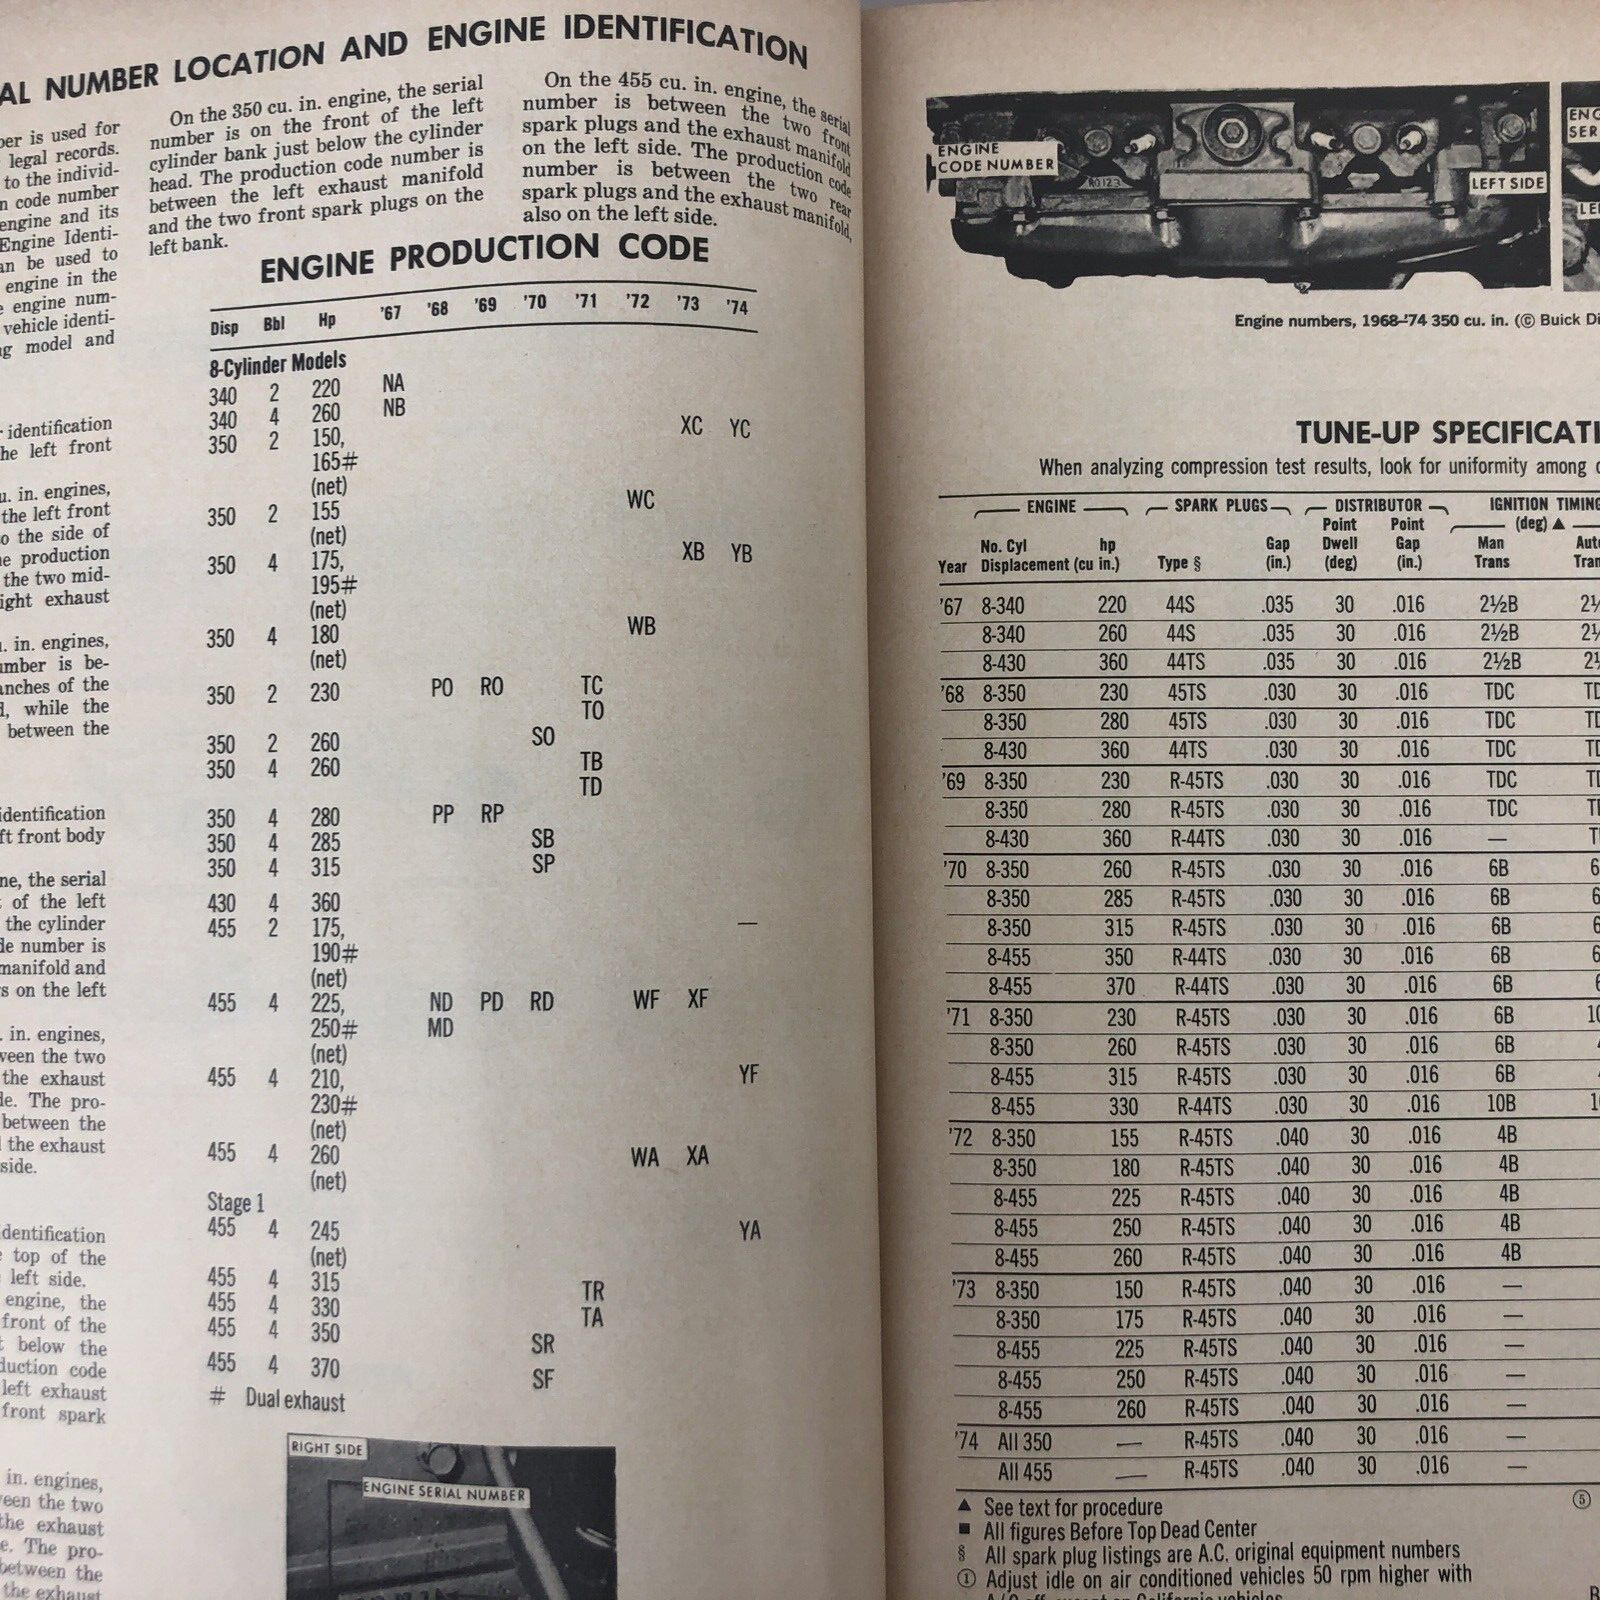 AL NUMBER LOCATION AND ENGINE IDENTIFICATION
ber is used for
legal records.
to the individ-
n code number
engine and its
Engine Identi-
an be used to
engine in the
e engine num-
vehicle identi-
ng model and
r identification
he left front
u. in. engines,
the left front
o the side of
ne production
the two mid-
ight exhaust
. in. engines,
umber is be-
anches of the
d, while the
between the
identification
ft front body
ne, the serial
of the left
the cylinder
de number is
manifold and
s on the left
. in. engines,
ween the two
the exhaust
le. The pro-
between the
the exhaust
side.
dentification
e top of the
left side.
engine, the
front of the
t below the
duction code
left exhaust
front spark
in. engines,
veen the two
the exhaust
e. The pro-
between the
the exhaust
On the 350 cu. in. engine, the serial
number is on the front of the left
cylinder bank just below the cylinder
head. The production code number is
between the left exhaust manifold
and the two front spark plugs on the
left bank.
On the 455 cu. in. engine, the serial
number is between the two front
spark plugs and the exhaust manifold
on the left side. The production code
number is between the two rear
spark plugs and the exhaust manifold,
also on the left side.
ENGINE PRODUCTION CODE
Disp Bbl Hp '67 '68 '69 '70 '71 '72 '73 '74
8-Cylinder Models
340 2 220 NA
340 4 260 NB
350 2 150, XC YC
165#
(net)
350 2 155 WC
(net)
350 4 175, XB YB
195#
(net)
350 4 180 WB
(net)
350 2 230 PO RO TC
TO
350 2 260 SO
350 4 260 TB
TD
350 4 280 PP RP
350 4 285 SB
350 4 315 SP
430 4 360
455 2 175, —
190#
(net)
455 4 225, ND PD RD WF XF
250# MD
(net)
455 4 210, YF
230#
(net)
455 4 260 WA XA
(net)
Stage 1
455 4 245 YA
(net)
455 4 315 TR
455 4 330 TA
455 4 350 SR
455 4 370 SF
# Dual exhaust
RIGHT SIDE
ENGINE SERIAL NUMBER
ENGINE
CODE NUMBER
RO123
LEFT SIDE
ENG
SER
LE
Engine numbers, 1968–'74 350 cu. in. (© Buick Di
TUNE-UP SPECIFICATI
When analyzing compression test results, look for uniformity among
ENGINE SPARK PLUGS DISTRIBUTOR IGNITION TIMING
Point Point (deg) ▲
No. Cyl hp Gap Dwell Gap Man Aut
Year Displacement (cu in.) Type § (in.) (deg) (in.) Trans Tran
'67 8-340 220 44S .035 30 .016 2½B 2½
8-340 260 44S .035 30 .016 2½B 2½
8-430 360 44TS .035 30 .016 2½B 2½
'68 8-350 230 45TS .030 30 .016 TDC TD
8-350 280 45TS .030 30 .016 TDC TD
8-430 360 44TS .030 30 .016 TDC TD
'69 8-350 230 R-45TS .030 30 .016 TDC TD
8-350 280 R-45TS .030 30 .016 TDC TD
8-430 360 R-44TS .030 30 .016 — T
'70 8-350 260 R-45TS .030 30 .016 6B 6
8-350 285 R-45TS .030 30 .016 6B 6
8-350 315 R-45TS .030 30 .016 6B 6
8-455 350 R-44TS .030 30 .016 6B 6
8-455 370 R-44TS .030 30 .016 6B 6
'71 8-350 230 R-45TS .030 30 .016 6B 10
8-350 260 R-45TS .030 30 .016 6B
8-455 315 R-45TS .030 30 .016 6B
8-455 330 R-44TS .030 30 .016 10B 1
'72 8-350 155 R-45TS .040 30 .016 4B
8-350 180 R-45TS .040 30 .016 4B
8-455 225 R-45TS .040 30 .016 4B
8-455 250 R-45TS .040 30 .016 4B
8-455 260 R-45TS .040 30 .016 4B
'73 8-350 150 R-45TS .040 30 .016 —
8-350 175 R-45TS .040 30 .016 —
8-455 225 R-45TS .040 30 .016 —
8-455 250 R-45TS .040 30 .016 —
8-455 260 R-45TS .040 30 .016 —
'74 All 350 — R-45TS .040 30 .016 —
All 455 — R-45TS .040 30 .016 —
▲ See text for procedure
■ All figures Before Top Dead Center
§ All spark plug listings are A.C. original equipment numbers
① Adjust idle on air conditioned vehicles 50 rpm higher with
A/C off, except on California vehicles
⑤